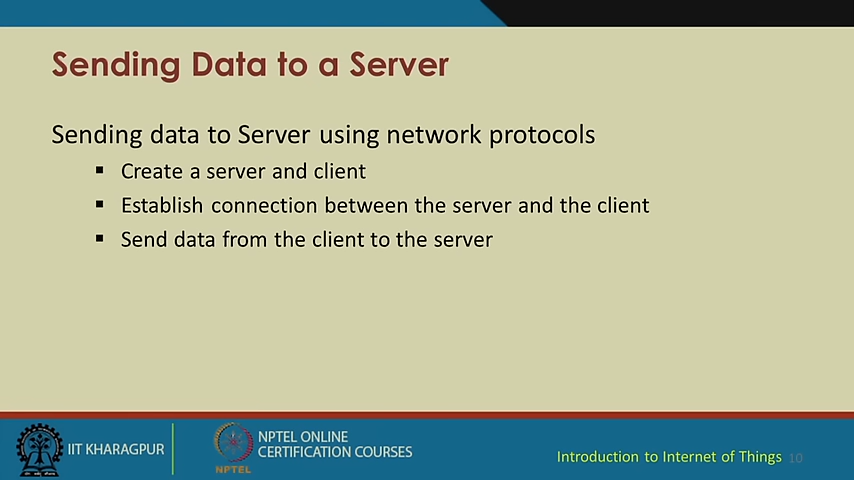 Sending Data to a Server
Sending data to Server using network protocols
▪ Create a server and client
▪ Establish connection between the server and the client
▪ Send data from the client to the server
IIT KHARAGPUR
NPTEL
NPTEL ONLINE
CERTIFICATION COURSES
Introduction to Internet of Things 10